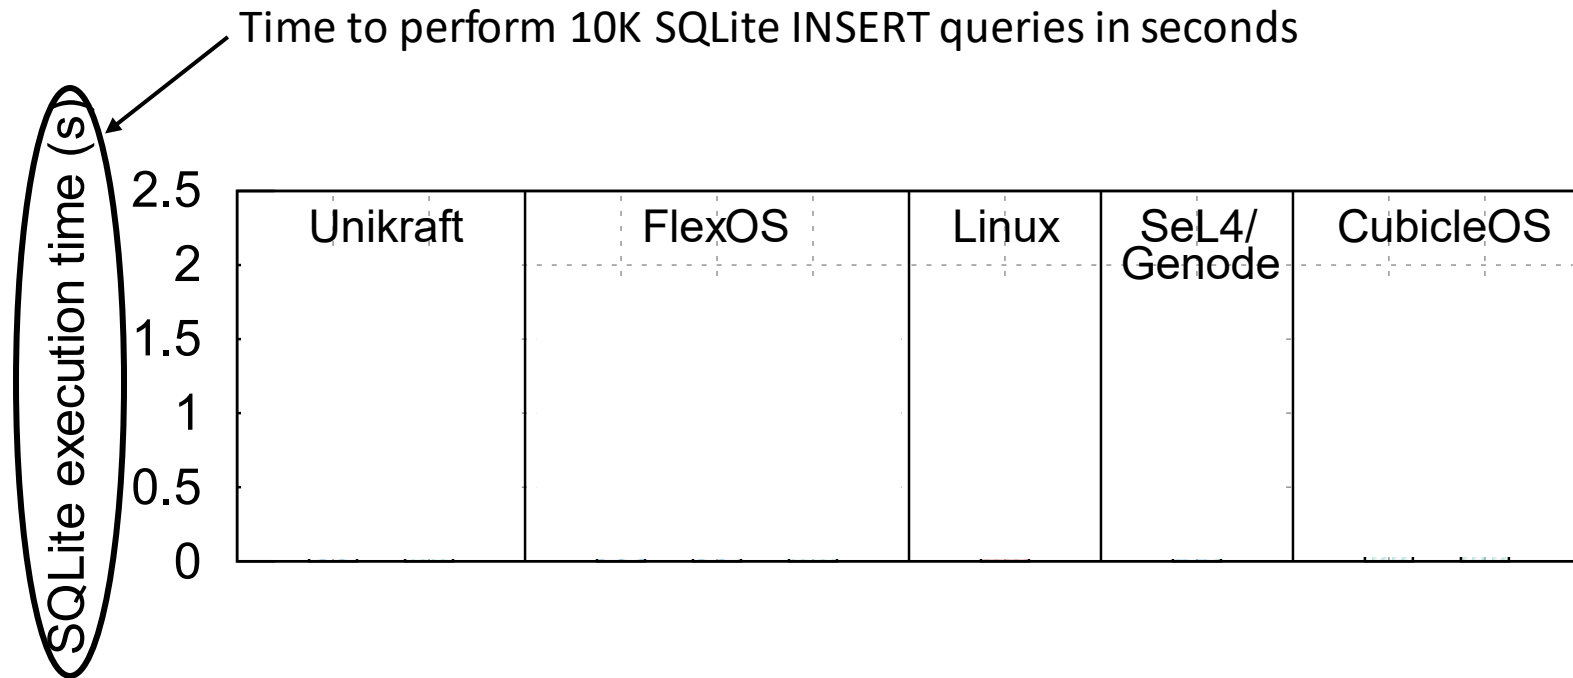 Time to perform 10K SQLite INSERT queries in seconds
SQLite execution time (s)
2.5
2
1.5
1
0.5
0
Unikraft
FlexOS
Linux
SeL4/
Genode
CubicleOS